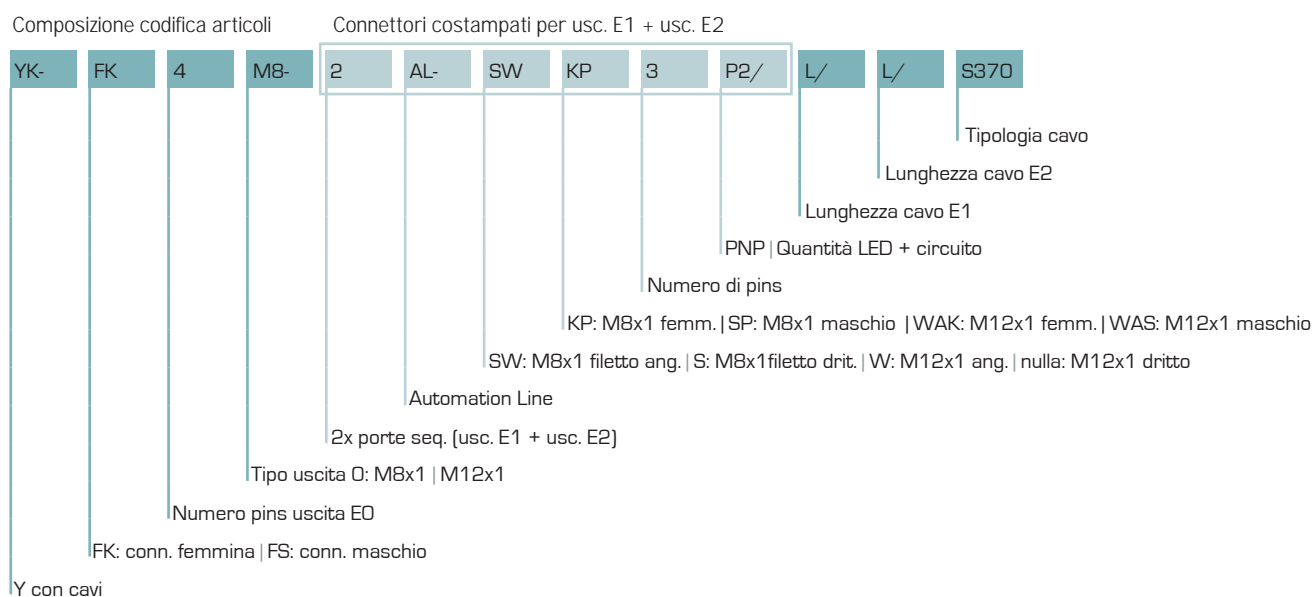 Composizione codifica articoli Connettori costampati per usc. E1 + usc. E2
YK- FK 4 M8- 2 AL- SW KP 3 P2/ L/ L/ S370
Tipologia cavo
Lunghezza cavo E2
Lunghezza cavo E1
PNP | Quantità LED + circuito
Numero di pins
KP: M8x1 femm. | SP: M8x1 maschio | WAK: M12x1 femm. | WAS: M12x1 maschio
SW: M8x1 filetto ang. | S: M8x1filetto drit. | W: M12x1 ang. | nulla: M12x1 dritto
Automation Line
2x porte seq. (usc. E1 + usc. E2)
Tipo uscita 0: M8x1 | M12x1
Numero pins uscita E0
FK: conn. femmina | FS: conn. maschio
Y con cavi